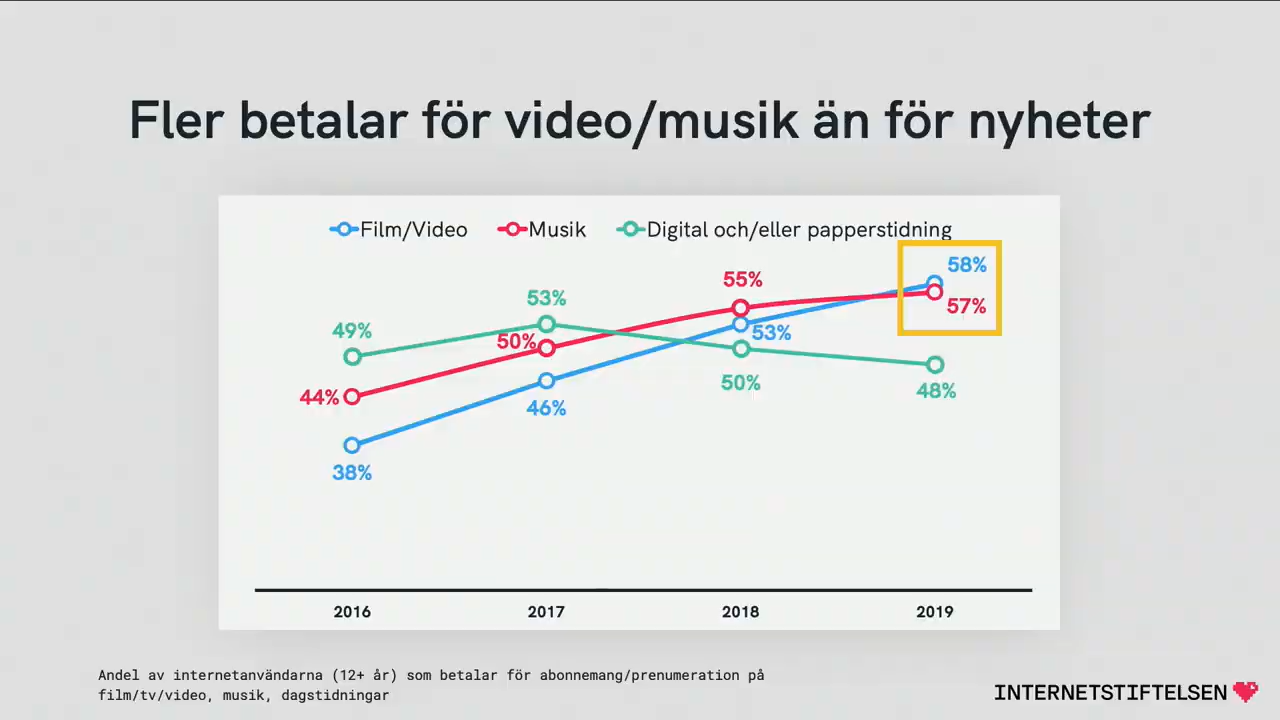 Fler betalar för video/musik än för nyheter
Film/Video Musik Digital och/eller papperstidning
58%
55%
53%
57%
49%
50%
53%
44%
50%
48%
46%
38%
2016 2017 2018 2019
Andel av internetanvändarna (12+ år) som betalar för abonnemang/prenumeration på
film/tv/video, musik, dagstidningar
INTERNETSTIFTELSEN